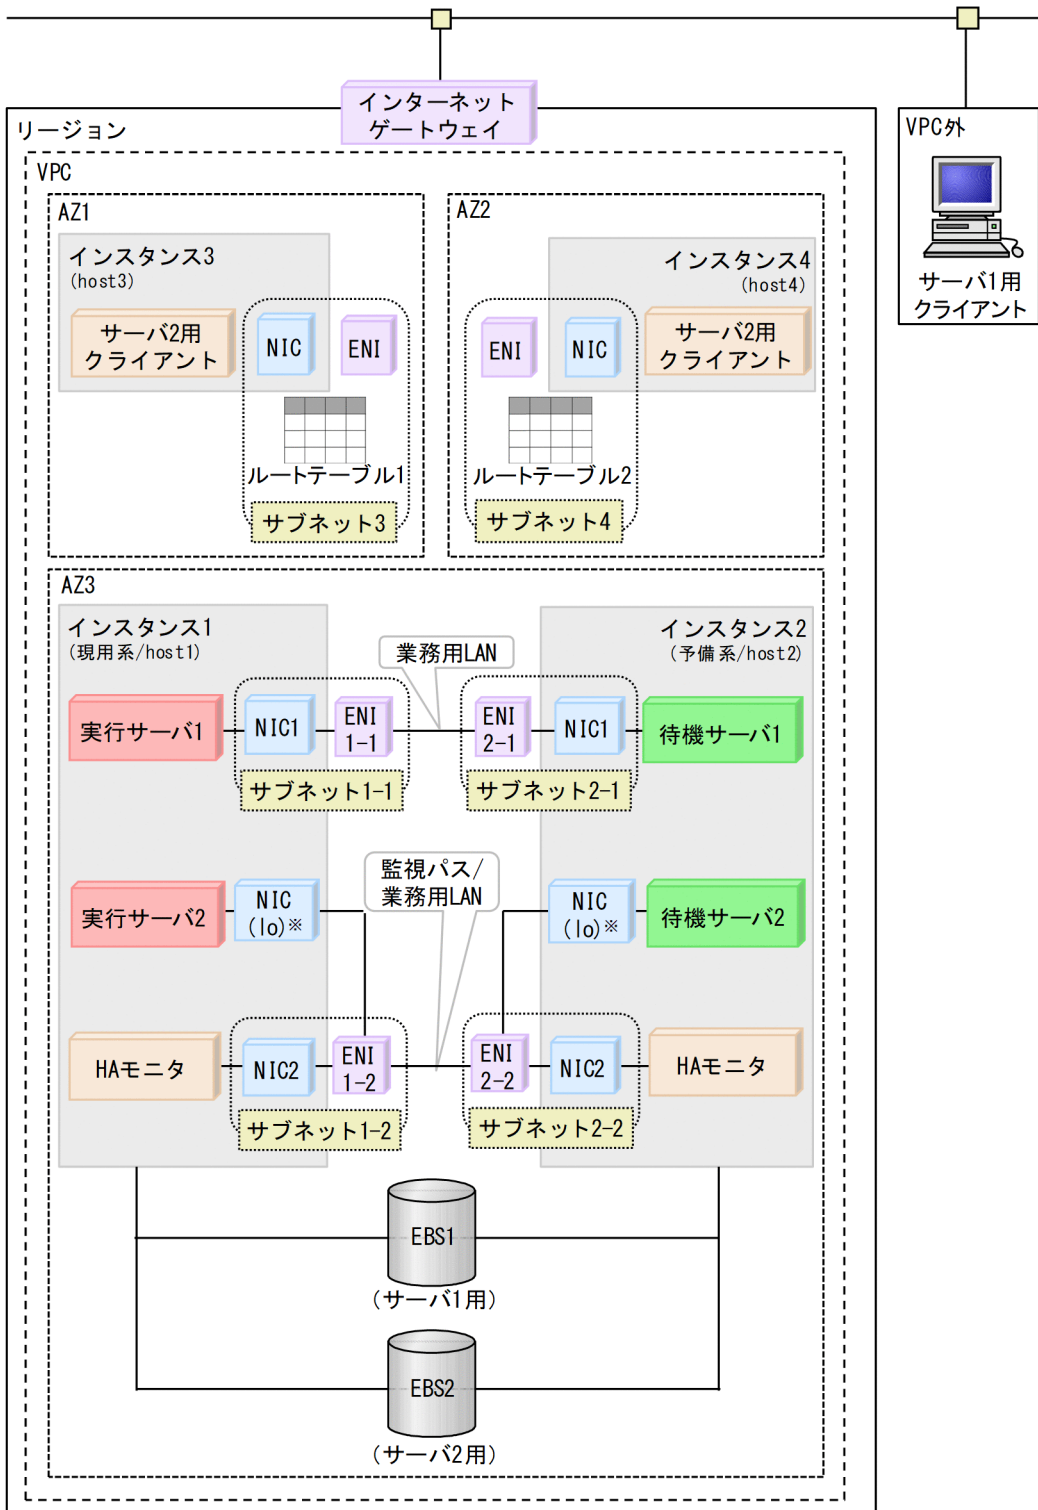 インターネット
ゲートウェイ
リージョン
VPC外
サーバ1用
クライアント
VPC
AZ1
インスタンス3
(host3)
サーバ2用
クライアント
NIC
ENI
ルートテーブル1
サブネット3
AZ2
インスタンス4
(host4)
ENI
NIC
サーバ2用
クライアント
ルートテーブル2
サブネット4
AZ3
インスタンス1
(現用系/host1)
業務用LAN
インスタンス2
(予備系/host2)
実行サーバ1
NIC1
ENI
1-1
サブネット1-1
ENI
2-1
NIC1
待機サーバ1
サブネット2-1
監視パス/
業務用LAN
実行サーバ2
NIC
(lo)※
NIC
(lo)※
待機サーバ2
HAモニタ
NIC2
ENI
1-2
サブネット1-2
ENI
2-2
NIC2
HAモニタ
サブネット2-2
EBS1
(サーバ1用)
EBS2
(サーバ2用)